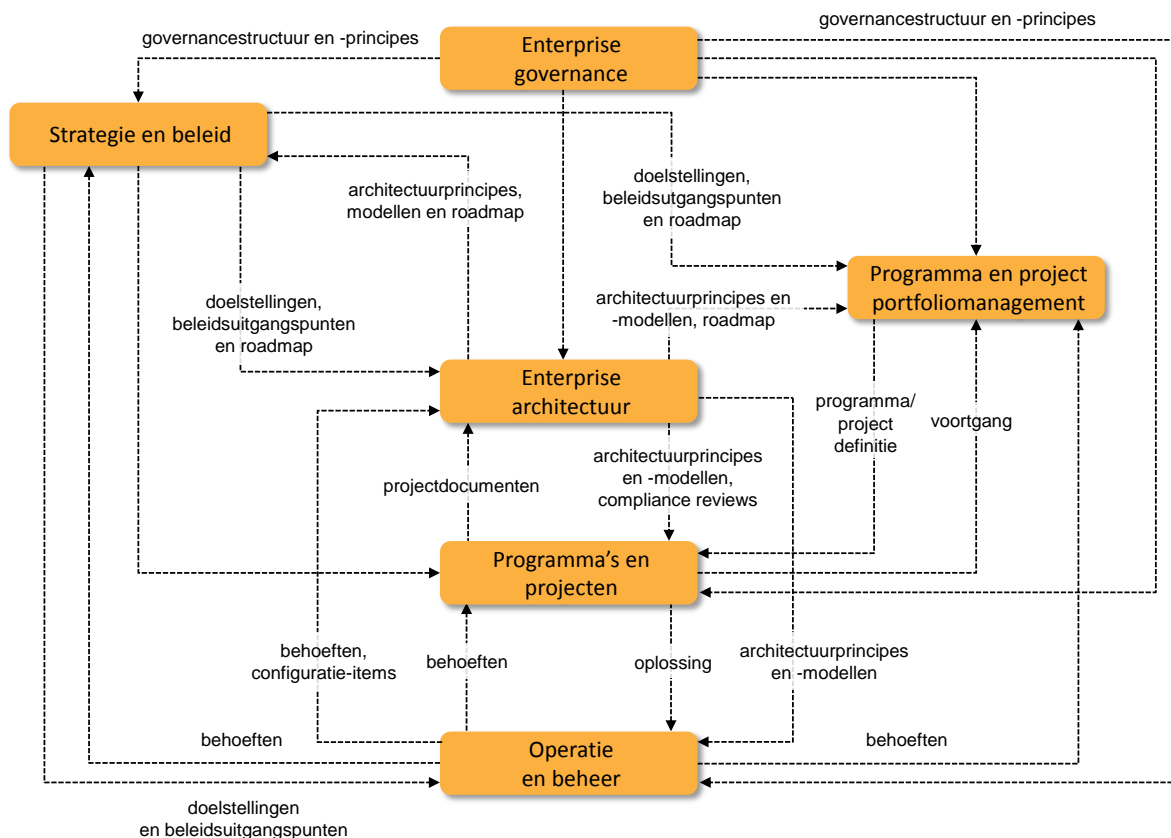 governancestructuur en -principes
Enterprise
governance
governancestructuur en -principes
Strategie en beleid
architectuurprincipes,
modellen en roadmap
doelstellingen,
beleidsuitgangspunten
en roadmap
Programma en project
portfoliomanagement
doelstellingen,
beleidsuitgangspunten
en roadmap
architectuurprincipes en
-modellen, roadmap
Enterprise
architectuur
programma/
project
definitie
voortgang
projectdocumenten
architectuurprincipes
en -modellen,
compliance reviews
Programma’s en
projecten
behoeften,
configuratie-items
behoeften
oplossing
architectuurprincipes
en -modellen
behoeften
Operatie
en beheer
behoeften
doelstellingen
en beleidsuitgangspunten